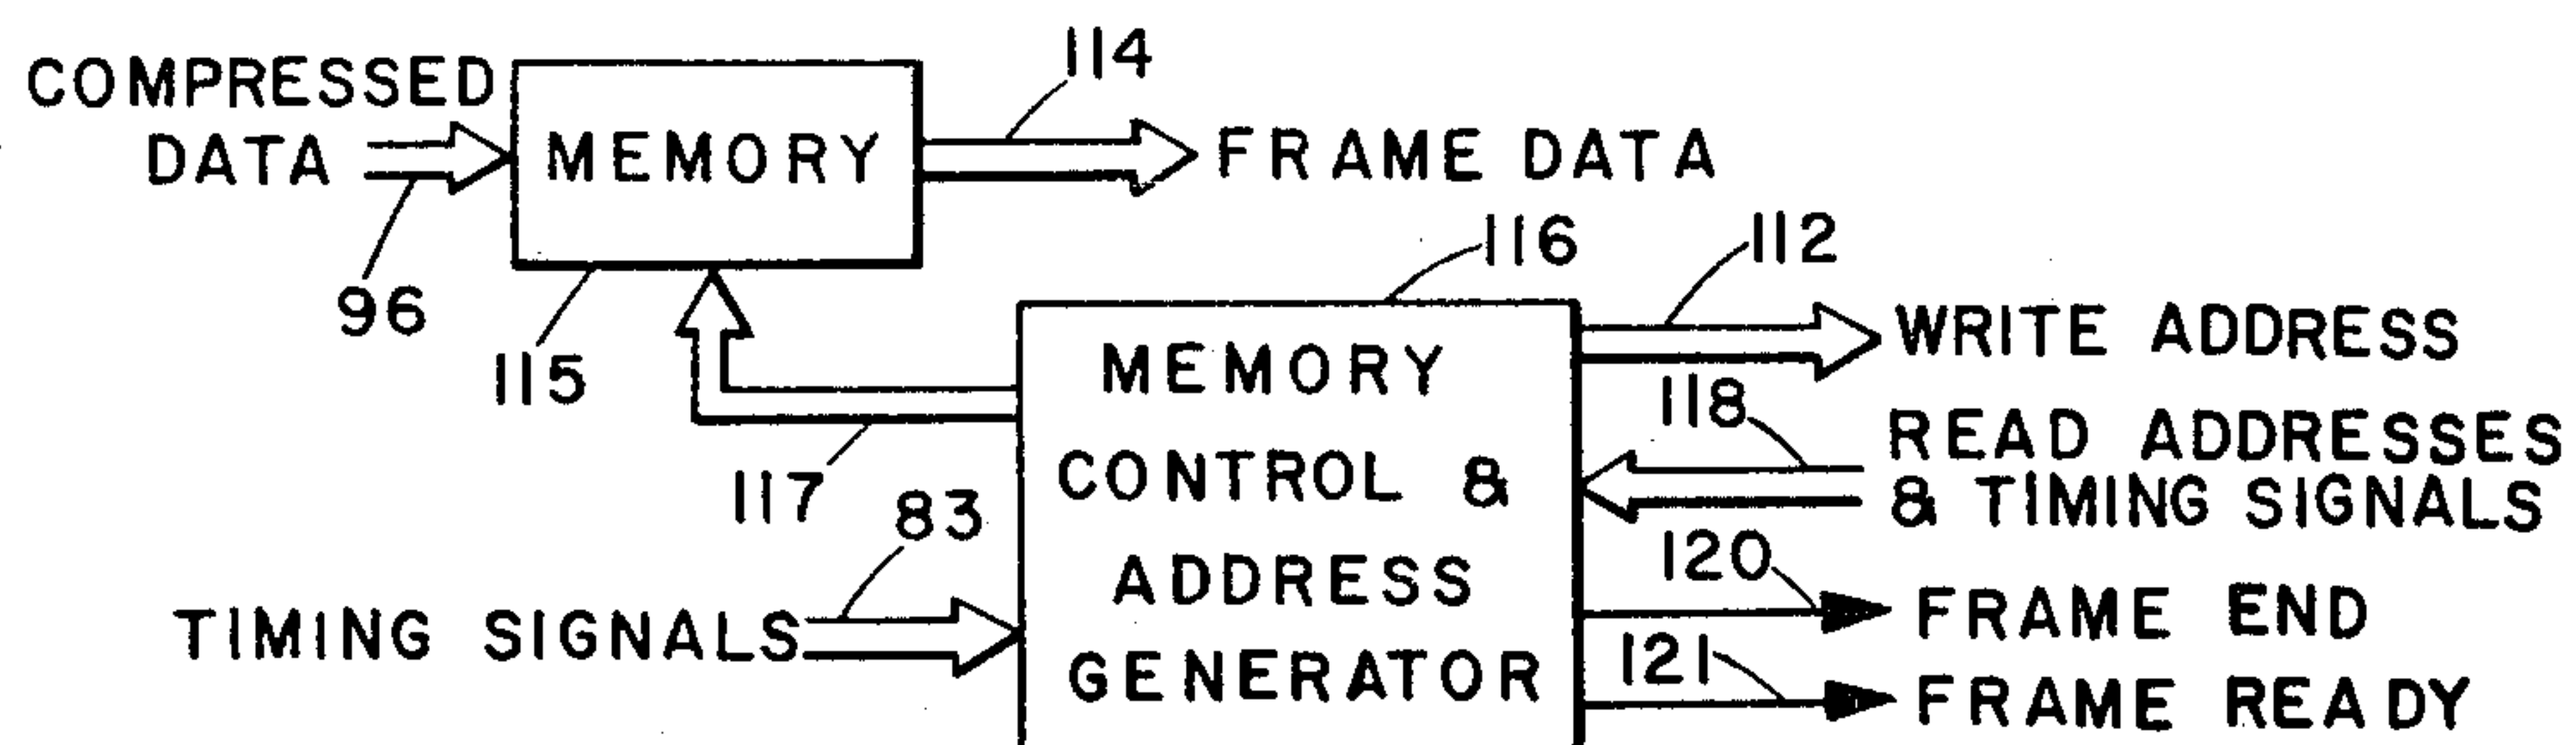 114
COMPRESSED
DATA
MEMORY
FRAME DATA
96
115
116
112
WRITE ADDRESS
MEMORY
CONTROL &
ADDRESS
GENERATOR
117
118
READ ADDRESSES
& TIMING SIGNALS
83
TIMING SIGNALS
120
FRAME END
121
FRAME READY